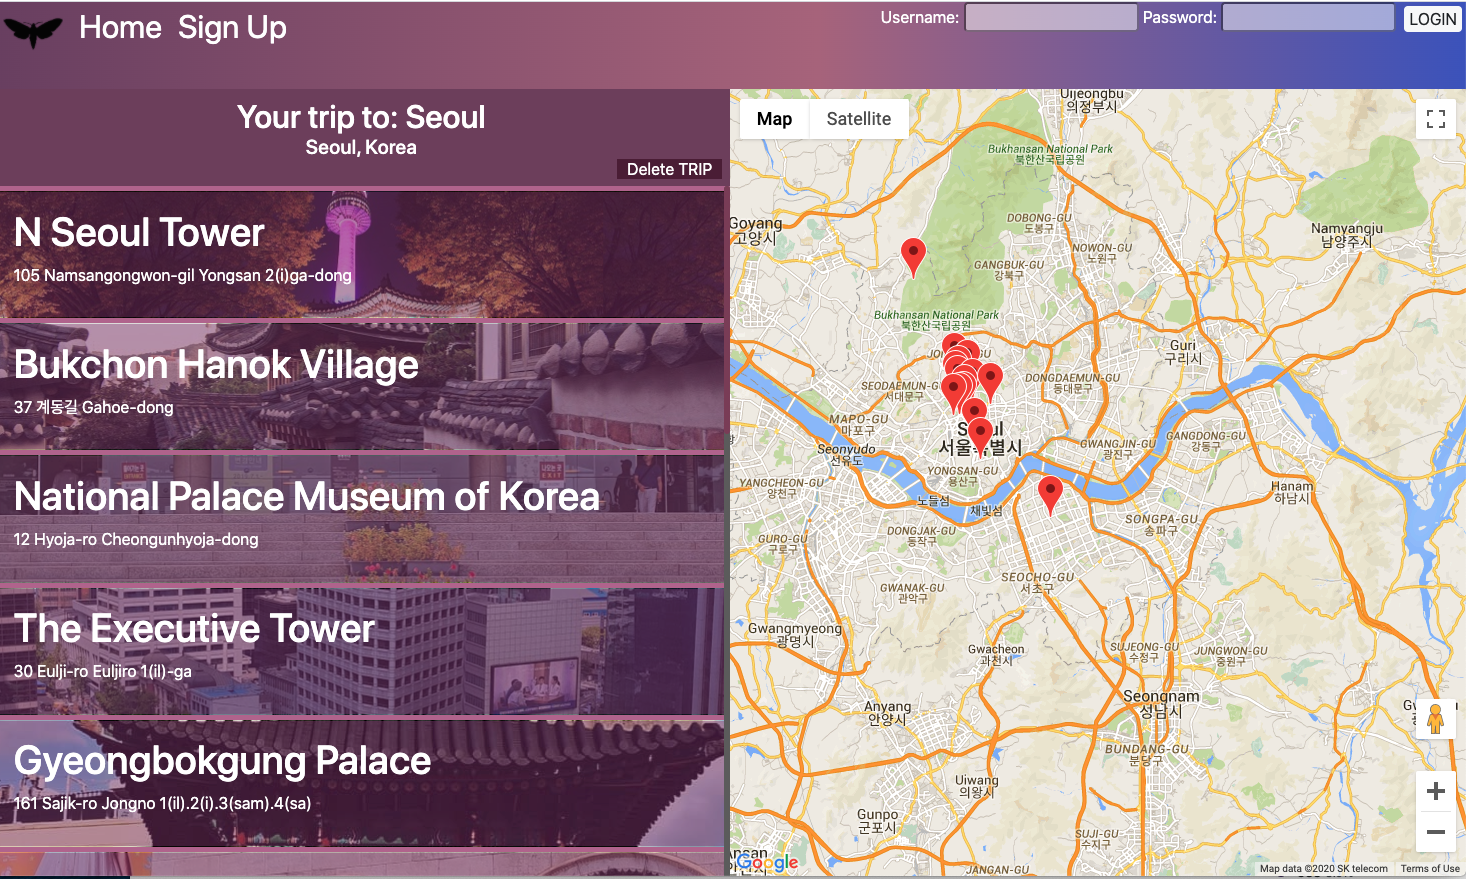 Home Sign Up
Username: Password: LOGIN
Your trip to: Seoul
Seoul, Korea
Delete TRIP
N Seoul Tower
105 Namsangongwon-gil Yongsan 2(i)ga-dong
Bukchon Hanok Village
37 계동길 Gahoe-dong
National Palace Museum of Korea
12 Hyoja-ro Cheongunhyoja-dong
The Executive Tower
30 Eulji-ro Euljiro 1(il)-ga
Gyeongbokgung Palace
161 Sajik-ro Jongno 1(il).2(i).3(sam).4(sa)
Map Satellite
Uijeongbu
의정부시
Bukhansan National Park
북한산국립공원
Goyang
고양시
DOBONG-GU
도봉구
Namyangju
남양주시
NOWON-GU
노원구
GANGBUK-GU
강북구
Bukhansan National Park
북한산국립공원
Guri
구리시
SEODAEMUN-GU
서대문구
DONGDAEMUN-GU
동대문구
MAPO-GU
마포구
Seoul
서울특별시
GANGDONG-GU
강동구
GWANGJIN-GU
광진구
Seonyudo
선유도
YONGSAN-GU
용산구
YANGCHEON-GU
양천구
Hanam
하남시
노들섬
채빛섬
SONGPA-GU
송파구
DONGJAK-GU
동작구
GURO-GU
구로구
SEOCHO-GU
서초구
GWANAK-GU
관악구
Gwangmyeong
광명시
Gwacheon
과천시
SUJEONG-GU
수정구
JUNGWON-GU
중원구
Seongnam
성남시
Anyang
안양시
BUNDANG-GU
분당구
Uiwang
의왕시
Gunpo
군포시
SUJI-GU
수지구
JANGAN-GU
Google
Map data ©2020 SK telecom Terms of Use